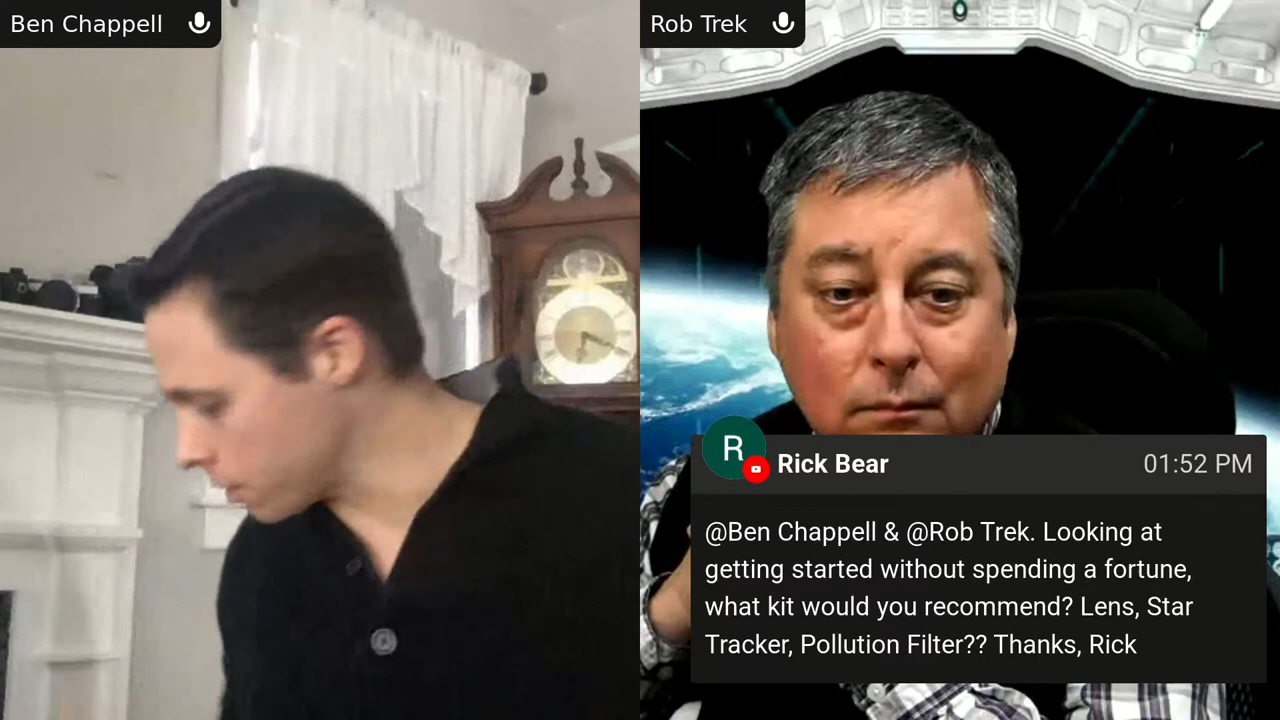 Ben Chappell
Rob Trek
R
Rick Bear
01:52 PM
@Ben Chappell & @Rob Trek. Looking at
getting started without spending a fortune,
what kit would you recommend? Lens, Star
Tracker, Pollution Filter?? Thanks, Rick